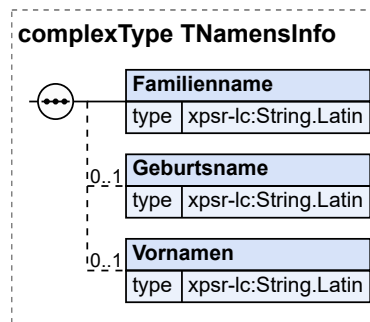 complexType TNamensInfo
Familienname
type xpsr-lc:String.Latin
0..1
Geburtsname
type xpsr-lc:String.Latin
0..1
Vornamen
type xpsr-lc:String.Latin